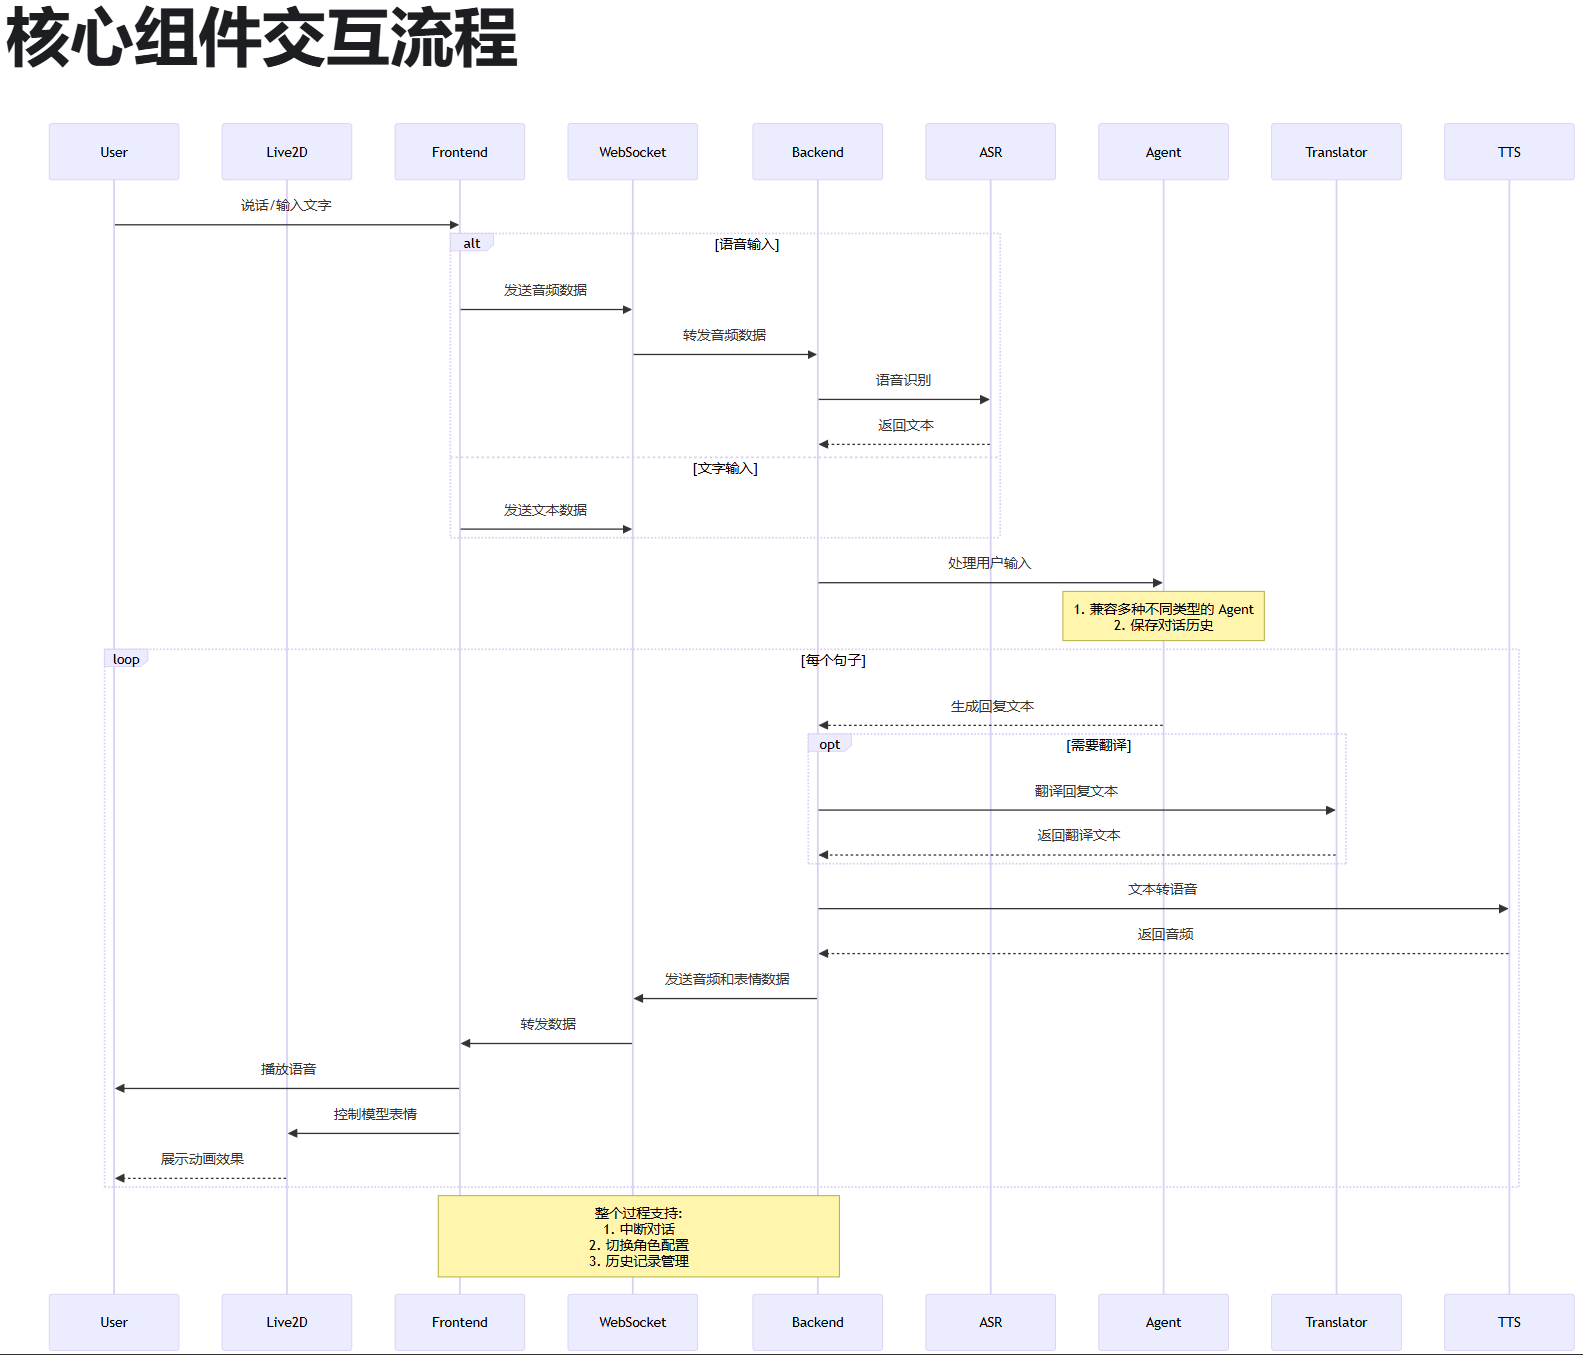 核心组件交互流程
User
Live2D
Frontend
WebSocket
Backend
ASR
Agent
Translator
TTS
说话/输入文字
alt
[语音输入]
发送音频数据
转发音频数据
语音识别
返回文本
[文字输入]
发送文本数据
处理用户输入
1. 兼容多种不同类型的 Agent
2. 保存对话历史
loop
[每个句子]
生成回复文本
opt
[需要翻译]
翻译回复文本
返回翻译文本
文本转语音
返回音频
发送音频和表情数据
转发数据
播放语音
控制模型表情
展示动画效果
整个过程支持:
1. 中断对话
2. 切换角色配置
3. 历史记录管理
User
Live2D
Frontend
WebSocket
Backend
ASR
Agent
Translator
TTS